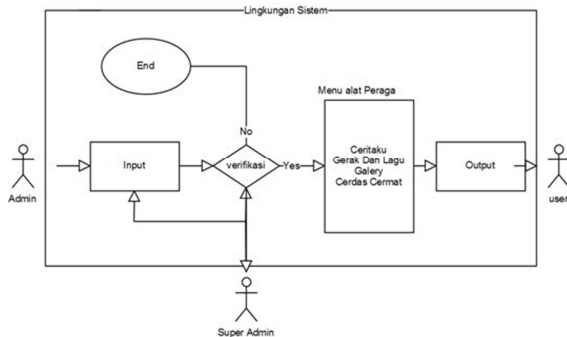 Lingkungan Sistem
End
Menu alat Peraga
No
Input
verifikasi
Yes
Ceritaku
Gerak Dan Lagu
Galery
Cerdas Cermat
Output
Admin
user
Super Admin